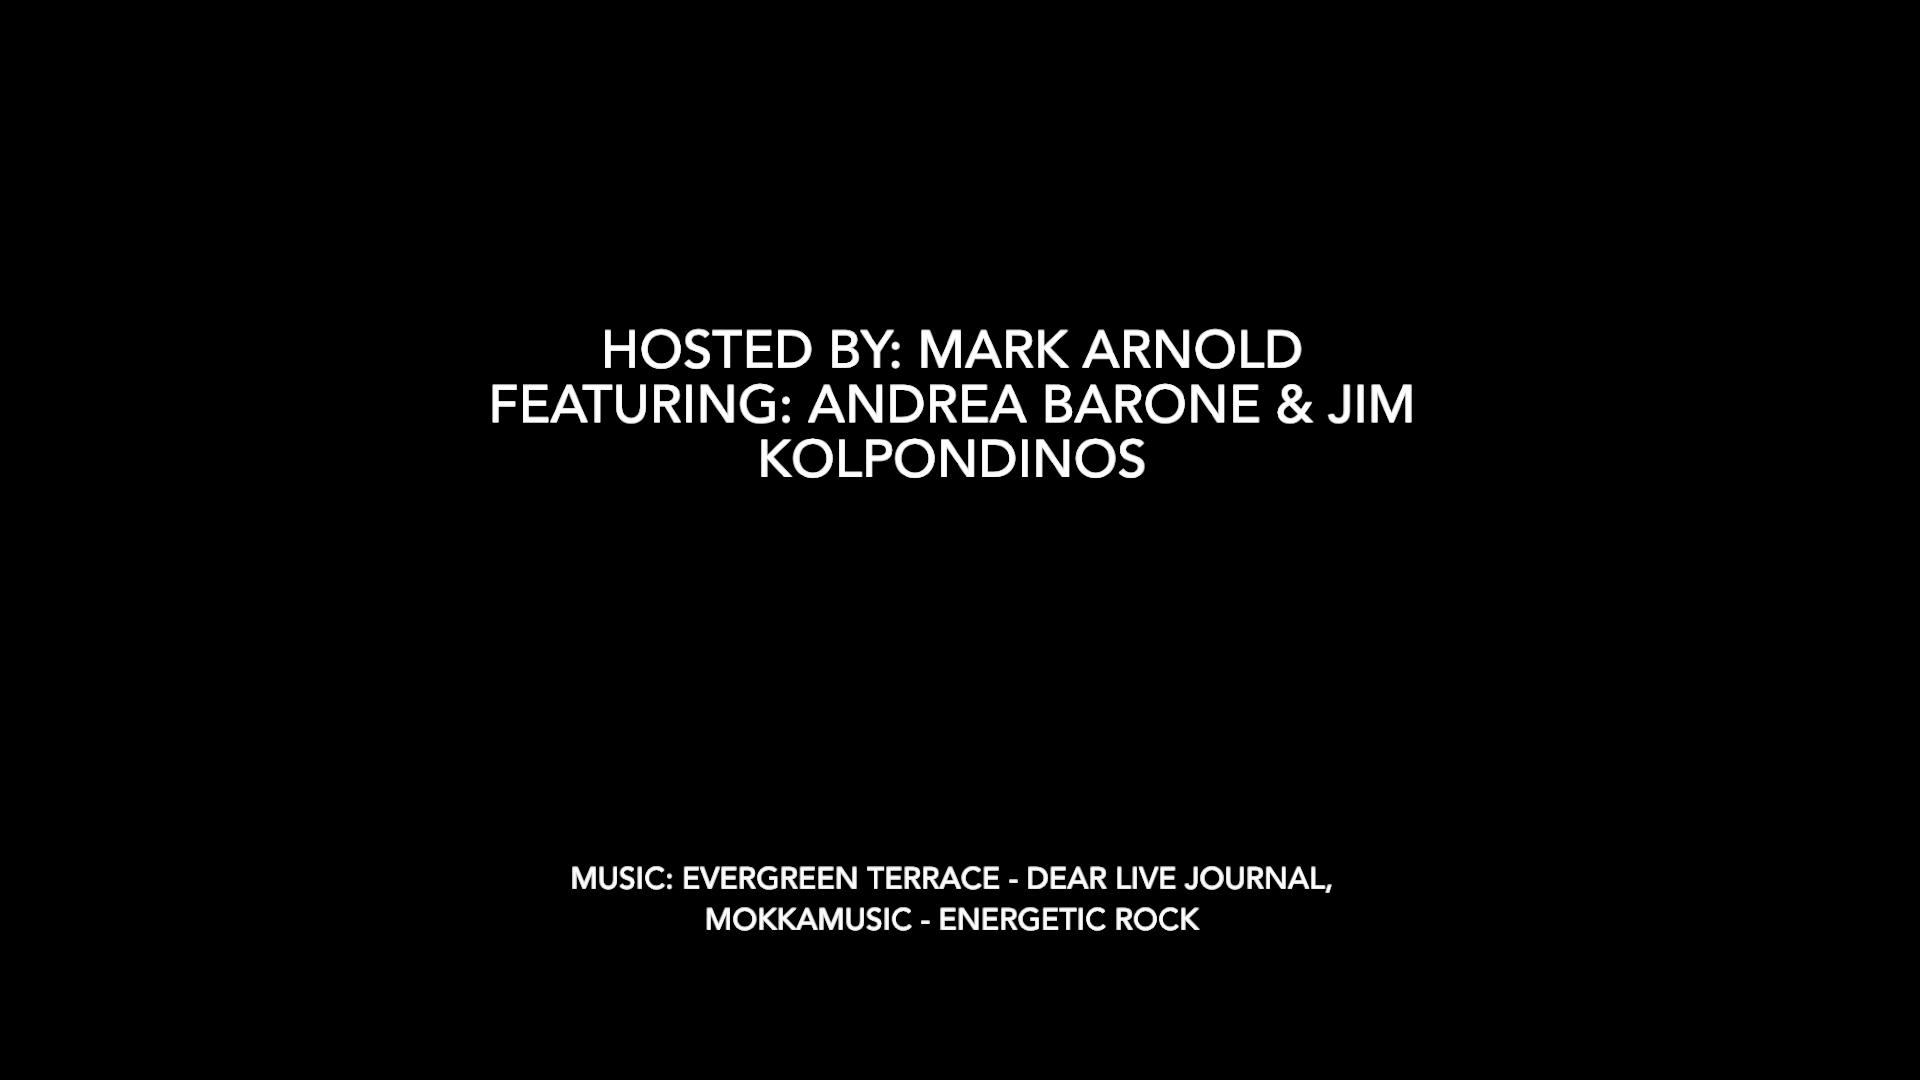 HOSTED BY: MARK ARNOLD
FEATURING: ANDREA BARONE & JIM
KOLPONDINOS
MUSIC: EVERGREEN TERRACE - DEAR LIVE JOURNAL,
MOKKAMUSIC - ENERGETIC ROCK